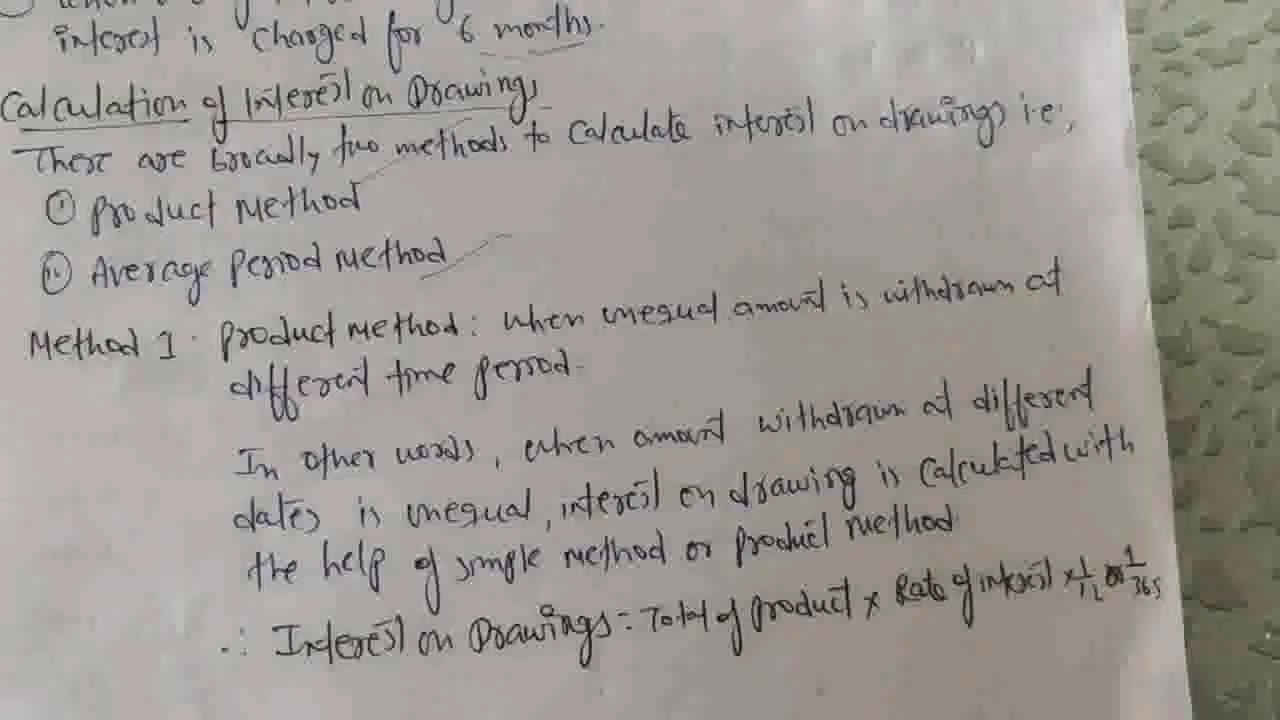 interest is charged for 6 months.
Calculation of Interest on Drawings
There are broadly two methods to calculate interest on drawings i.e,
(i) Product Method
(ii) Average Period Method
Method 1. Product Method: When unequal amount is withdrawn at
different time period.
In other words, when amount withdrawn at different
dates is unequal, interest on drawing is calculated with
the help of simple method or product method.
∴ Interest on Drawings = Total of product × Rate of interest × 1/12 or 1/365